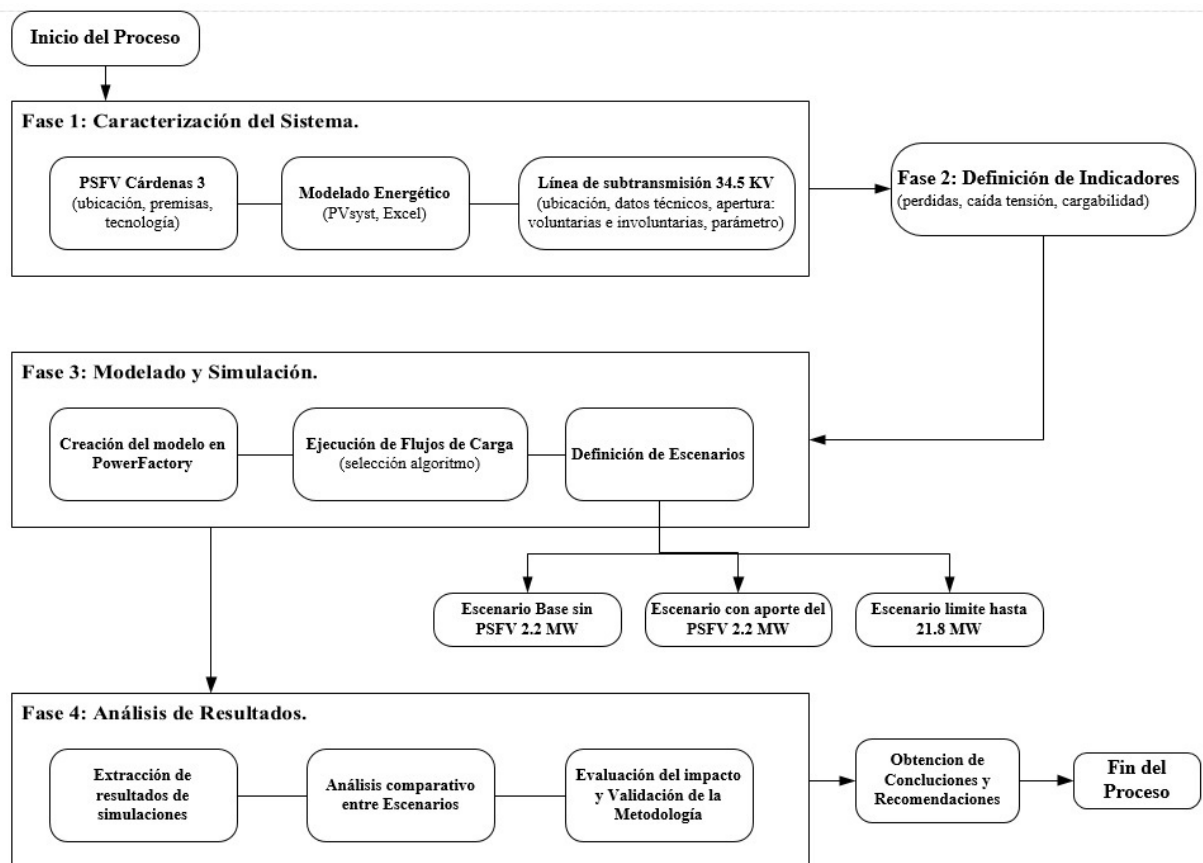 Inicio del Proceso
Fase 1: Caracterización del Sistema.
PSFV Cárdenas 3
(ubicación, premisas,
tecnología)
Modelado Energético
(PVsyst, Excel)
Línea de subtransmisión 34.5 KV
(ubicación, datos técnicos, apertura:
voluntarias e involuntarias, parámetro)
Fase 2: Definición de Indicadores
(perdidas, caída tensión, cargabilidad)
Fase 3: Modelado y Simulación.
Creación del modelo en
PowerFactory
Ejecución de Flujos de Carga
(selección algoritmo)
Definición de Escenarios
Escenario Base sin
PSFV 2.2 MW
Escenario con aporte del
PSFV 2.2 MW
Escenario limite hasta
21.8 MW
Fase 4: Análisis de Resultados.
Extracción de
resultados de
simulaciones
Análisis comparativo
entre Escenarios
Evaluación del impacto
y Validación de la
Metodología
Obtencion de
Concluciones y
Recomendaciones
Fin del
Proceso